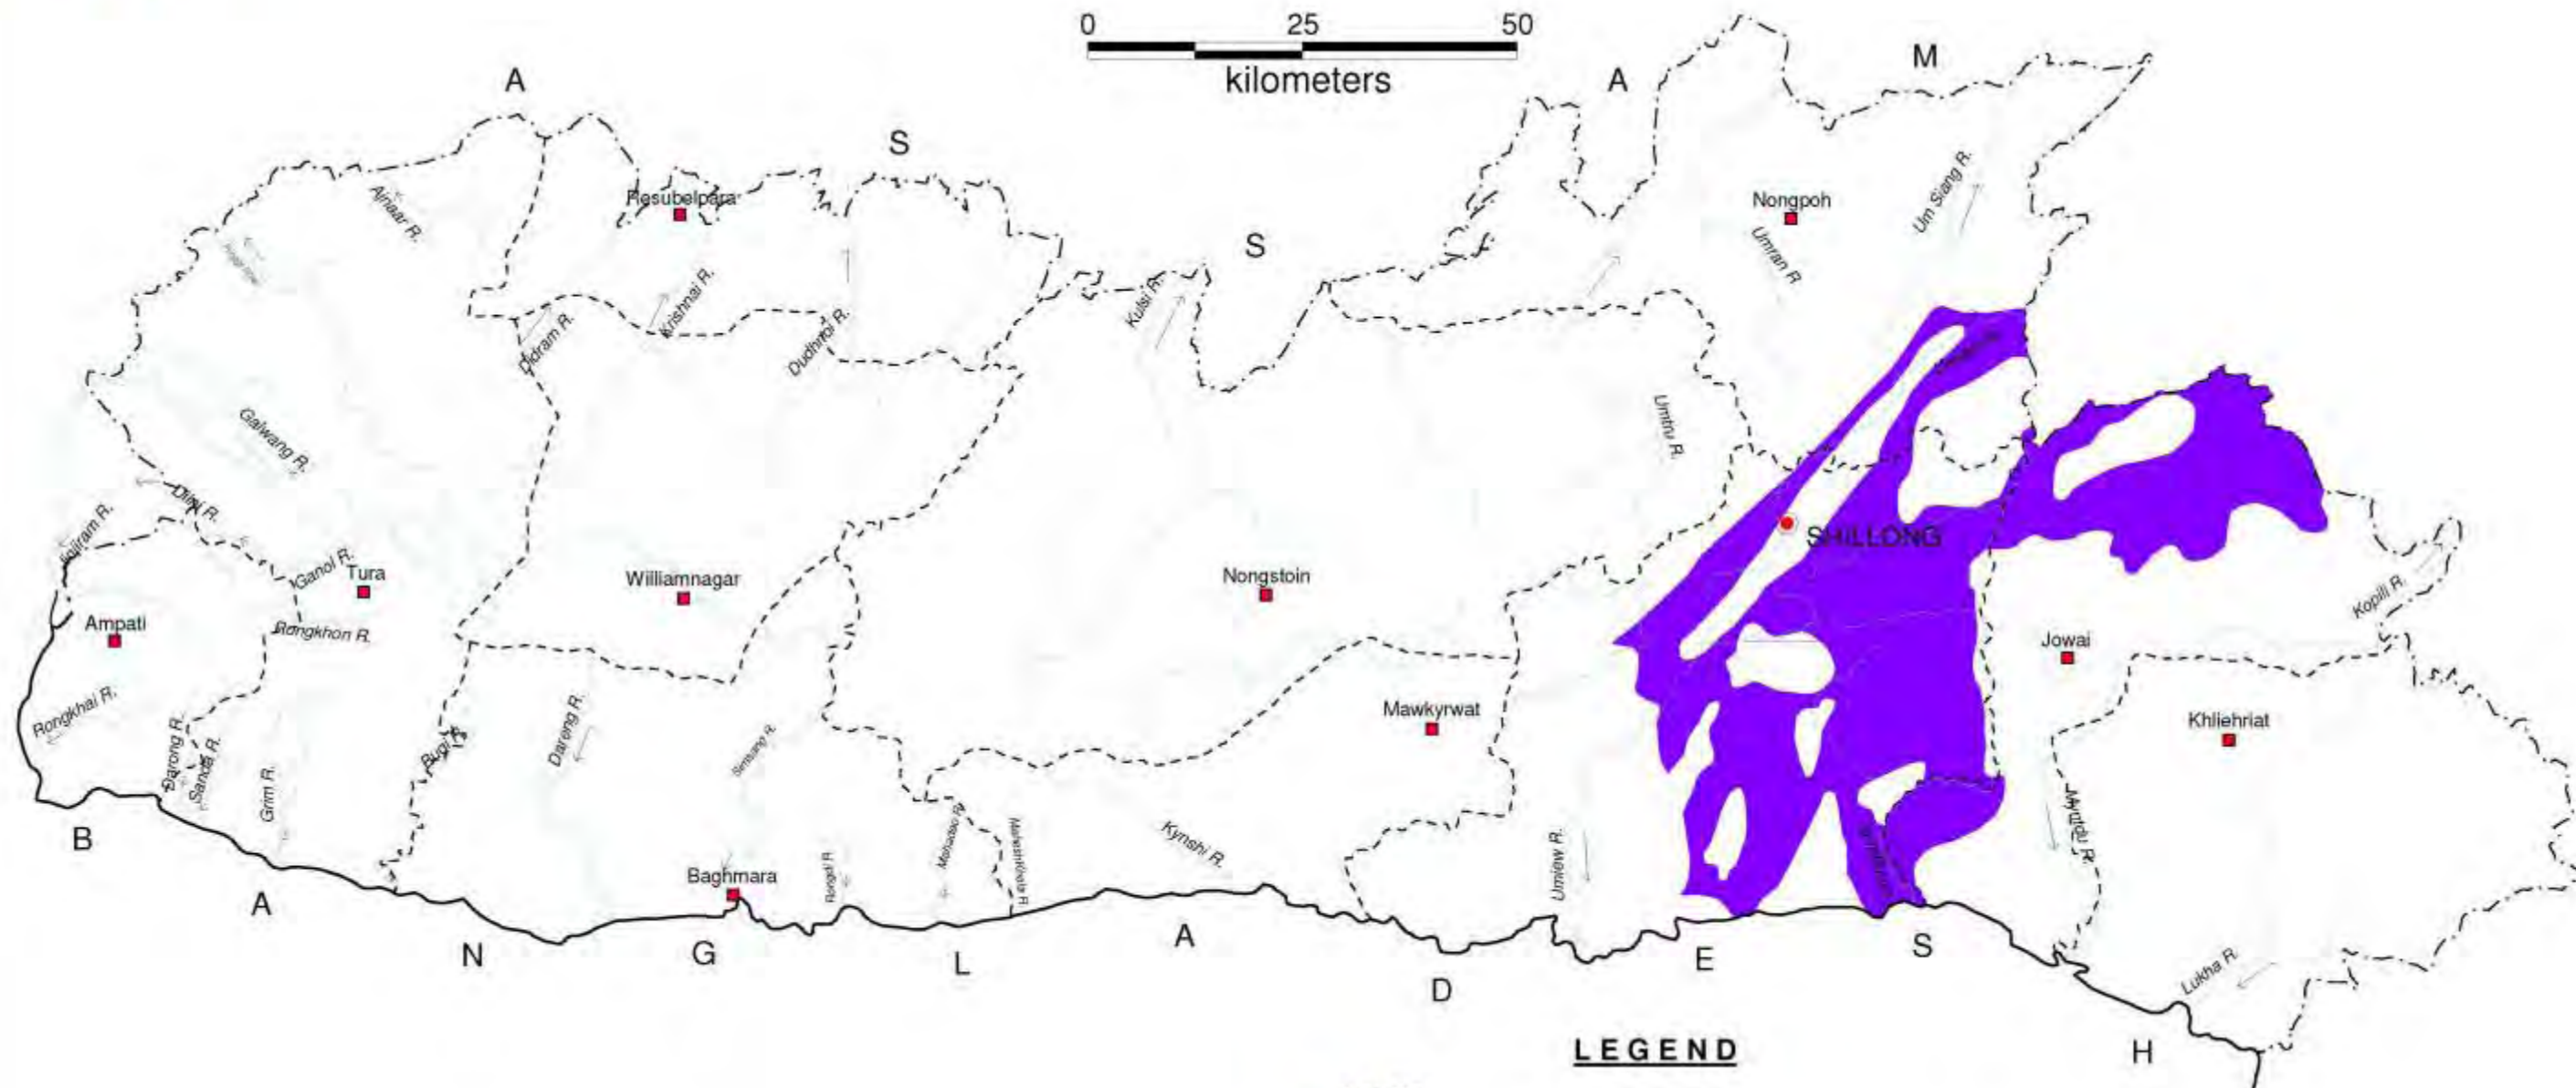 0 25 50
kilometers
A
M
A
S
S
Resubelpara
Nongpoh
Ajnaar R.
Um Siang R.
Umran R
Krishnai R.
Kulsi R.
Didram R.
Dudhnoi R.
Galwang R.
Umtru R.
Dilni R.
Jinjiram R.
SHILLONG
Ganol R.
Tura
Williamnagar
Nongstoin
Kopili R.
Ampati
Rongkhon R.
Jowai
Rongkhai R.
Mawkyrwat
Khliehriat
Darong R.
Sanda R.
Bugi R.
Dareng R.
Simsang R.
Grim R.
Rongdi R
Mahadeo R
Kynshi R.
Umiew R.
Myntdu R.
Baghmara
B
A
N
G
L
A
D
E
S
H
Lukha R.
LEGEND